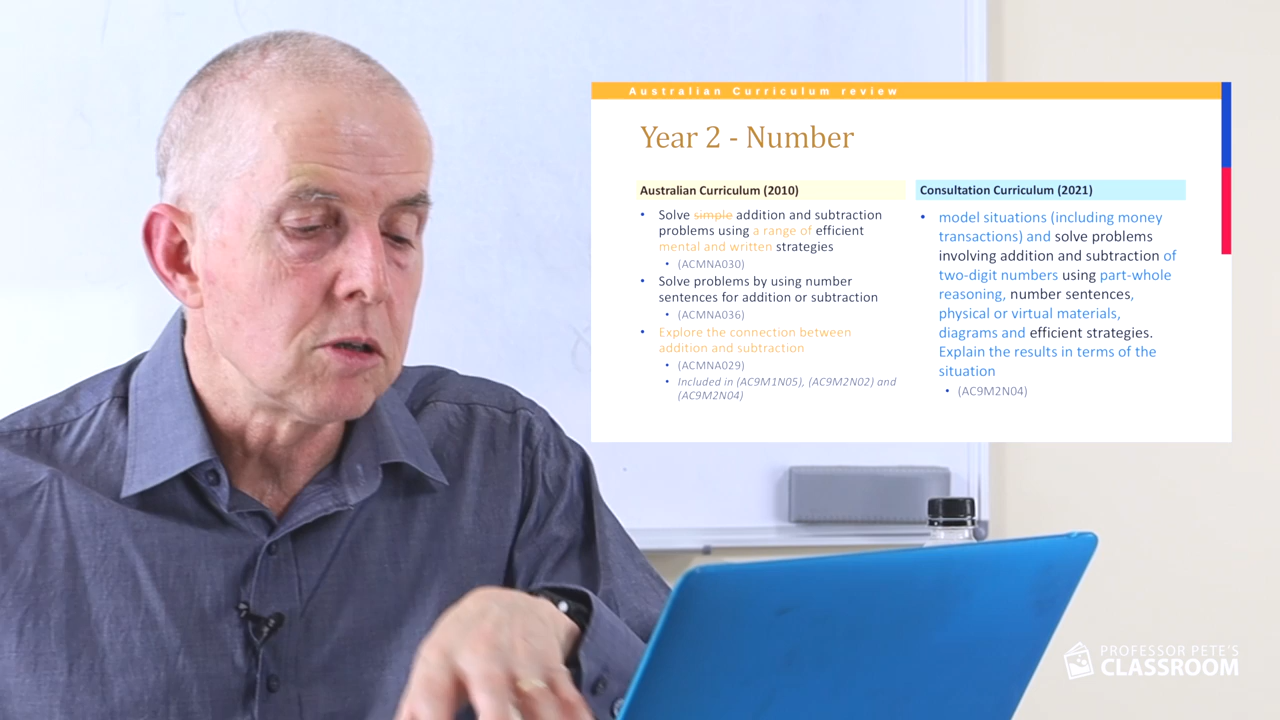 Australian Curriculum review
Year 2 - Number
Australian Curriculum (2010)
• Solve simple addition and subtraction
problems using a range of efficient
mental and written strategies
• (ACMNA030)
• Solve problems by using number
sentences for addition or subtraction
• (ACMNA036)
• Explore the connection between
addition and subtraction
• (ACMNA029)
• Included in (AC9M1N05), (AC9M2N02) and
(AC9M2N04)
Consultation Curriculum (2021)
• model situations (including money
transactions) and solve problems
involving addition and subtraction of
two-digit numbers using part-whole
reasoning, number sentences,
physical or virtual materials,
diagrams and efficient strategies.
Explain the results in terms of the
situation
• (AC9M2N04)
PROFESSOR PETE'S
CLASSROOM